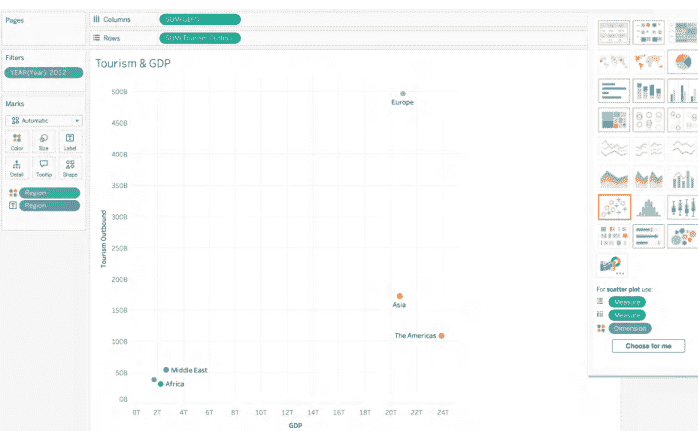 Pages
Columns
SUM(GDP)
Rows
Filters
YEAR(Year): 2012
Marks
Automatic
Color
Size
Label
Detail
Tooltip
Shape
Region
Region
Tourism & GDP
500B
450B
400B
350B
300B
250B
200B
150B
100B
50B
0B
Tourism Outbound
Europe
Asia
The Americas
Middle East
Africa
0T 2T 4T 6T 8T 10T 12T 14T 16T 18T 20T 22T 24T
GDP
For scatter plot use:
Measure
Measure
Dimension
Choose for me